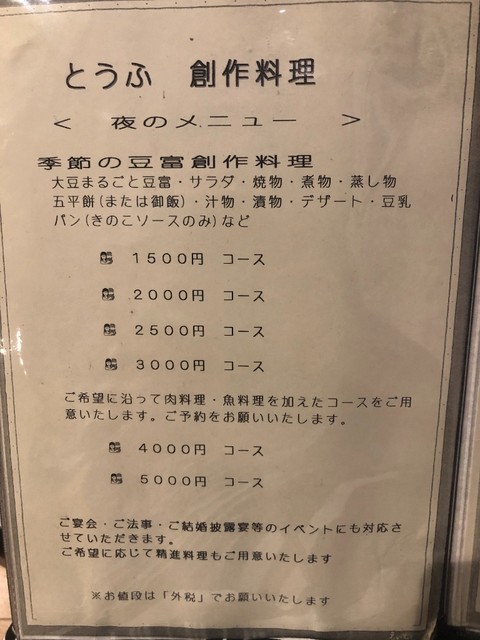 とうふ 創作料理
< 夜のメニュー >
季節の豆富創作料理
大豆まるごと豆富・サラダ・焼物・煮物・蒸し物
五平餅(または御飯)・汁物・漬物・デザート・豆乳
パン(きのこソースのみ)など
1500円 コース
2000円 コース
2500円 コース
3000円 コース
ご希望に沿って肉料理・魚料理を加えたコースをご用
意いたします。ご予約をお願いいたします。
4000円 コース
5000円 コース
ご宴会・ご法事・ご結婚披露宴等のイベントにも対応さ
せていただきます。
ご希望に応じて精進料理もご用意いたします
※お値段は「外税」でお願いいたします